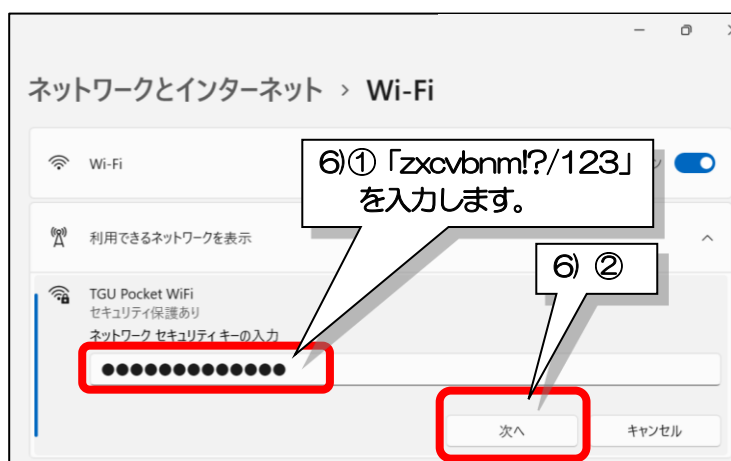 ネットワークとインターネット › Wi-Fi
Wi-Fi
6)①「zxcvbnm!?/123」
を入力します。
ン
利用できるネットワークを表示
6) ②
TGU Pocket WiFi
セキュリティ保護あり
ネットワーク セキュリティ キーの入力
●●●●●●●●●●●●●
次へ
キャンセル